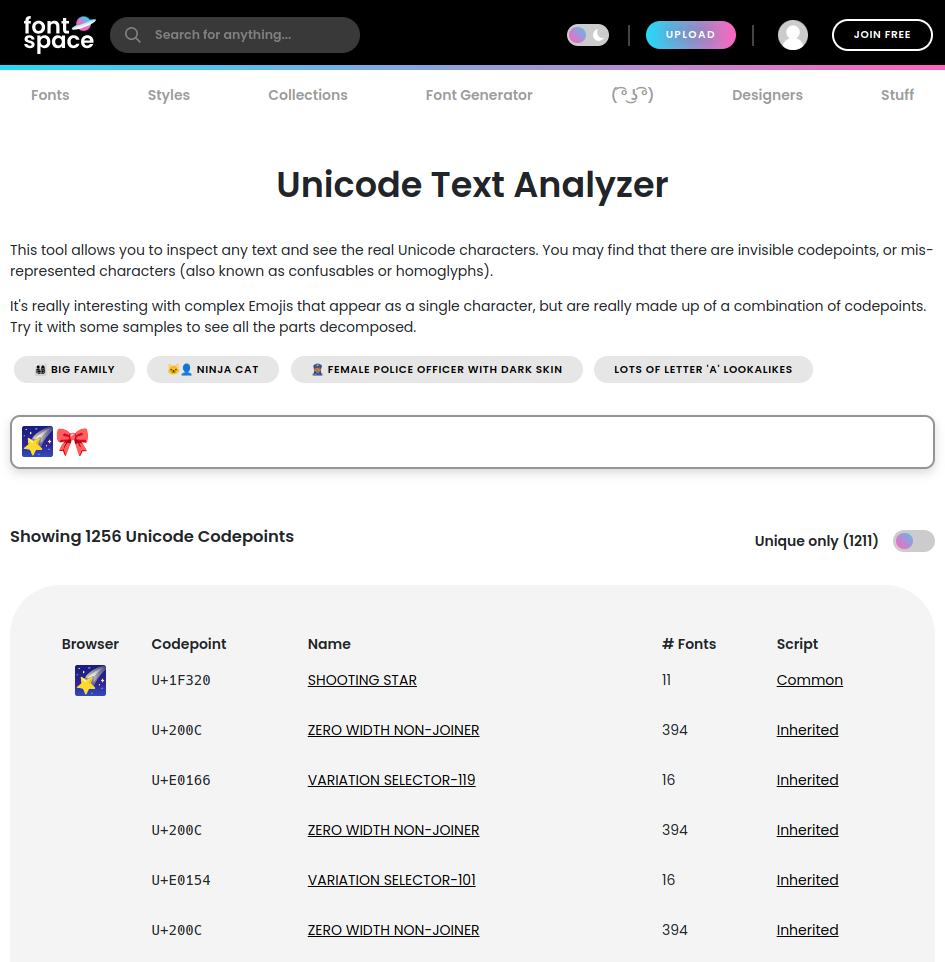 font
space
Search for anything...
UPLOAD
JOIN FREE
Fonts Styles Collections Font Generator ( ͡° ͜ʖ ͡°) Designers Stuff
Unicode Text Analyzer
This tool allows you to inspect any text and see the real Unicode characters. You may find that there are invisible codepoints, or mis-
represented characters (also known as confusables or homoglyphs).
It's really interesting with complex Emojis that appear as a single character, but are really made up of a combination of codepoints.
Try it with some samples to see all the parts decomposed.
👨‍👩‍👧‍👦 BIG FAMILY 🐱👤 NINJA CAT 👮🏾‍♀️ FEMALE POLICE OFFICER WITH DARK SKIN LOTS OF LETTER 'A' LOOKALIKES
🌠🎀
Showing 1256 Unicode Codepoints
Unique only (1211)
Browser Codepoint Name # Fonts Script
🌠 U+1F320 SHOOTING STAR 11 Common
U+200C ZERO WIDTH NON-JOINER 394 Inherited
U+E0166 VARIATION SELECTOR-119 16 Inherited
U+200C ZERO WIDTH NON-JOINER 394 Inherited
U+E0154 VARIATION SELECTOR-101 16 Inherited
U+200C ZERO WIDTH NON-JOINER 394 Inherited